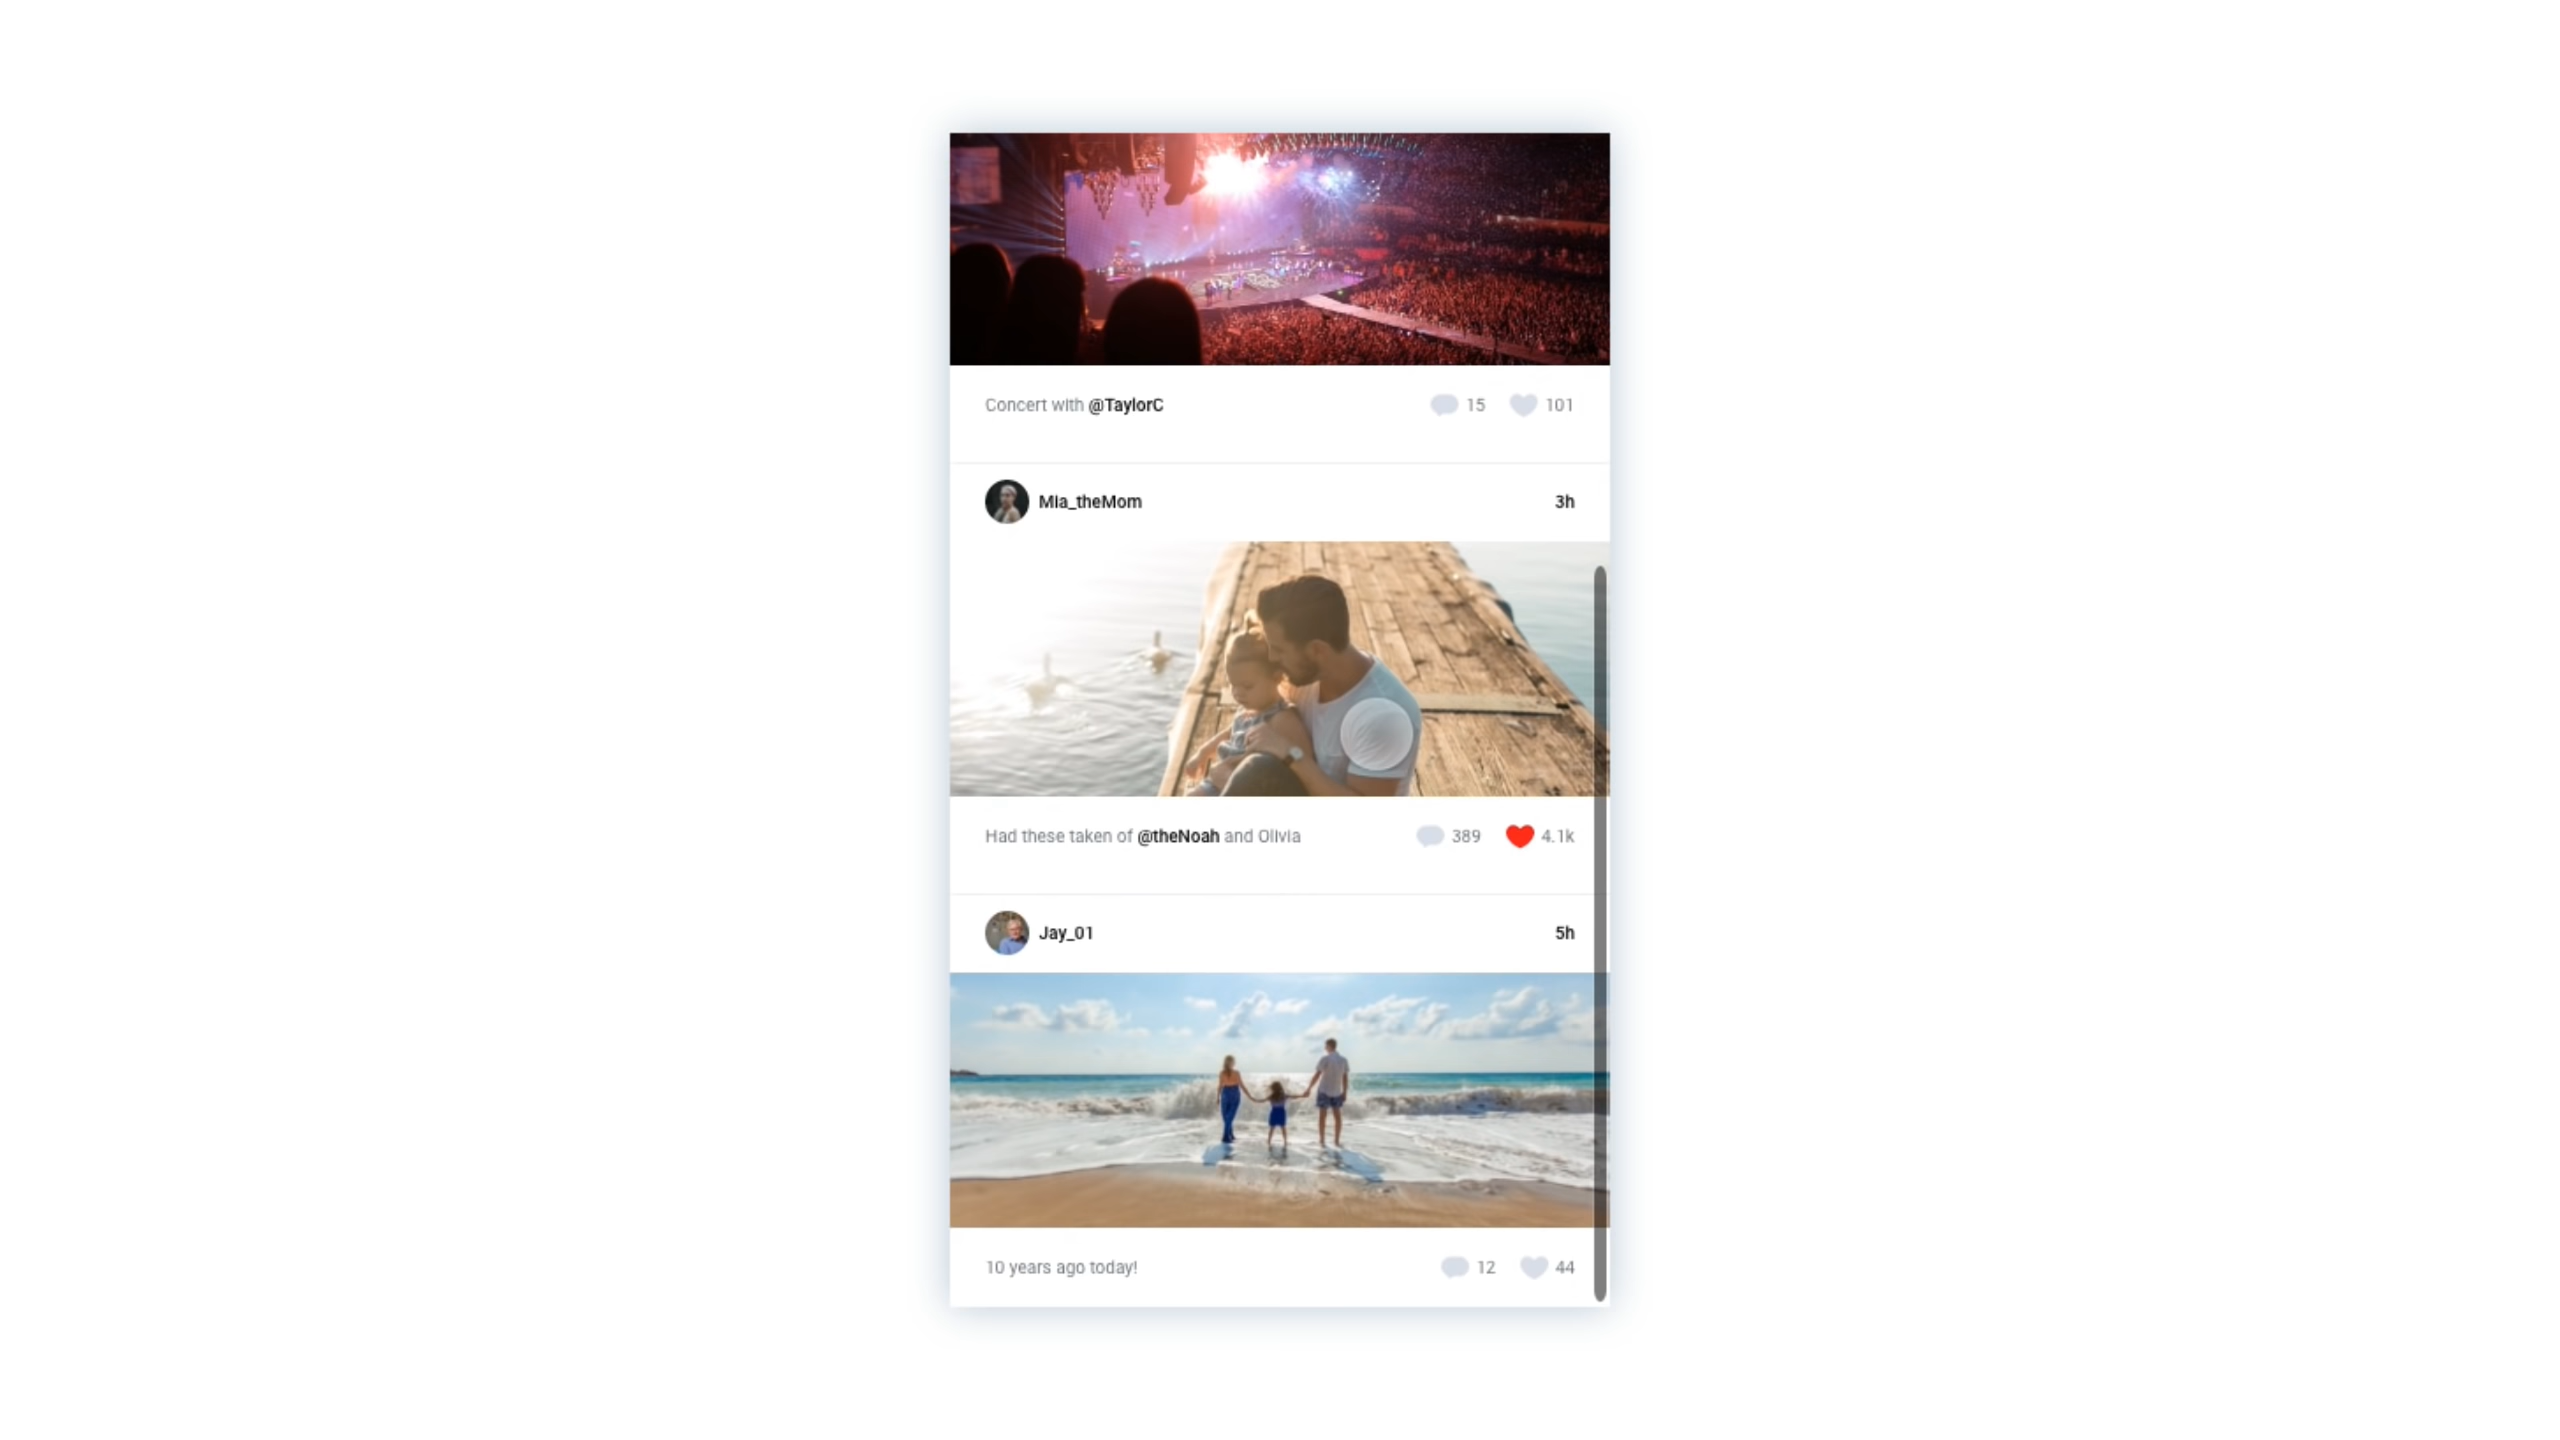 Concert with @TaylorC 15 101
Mia_theMom 3h
Had these taken of @theNoah and Olivia 389 4.1k
Jay_01 5h
10 years ago today! 12 44